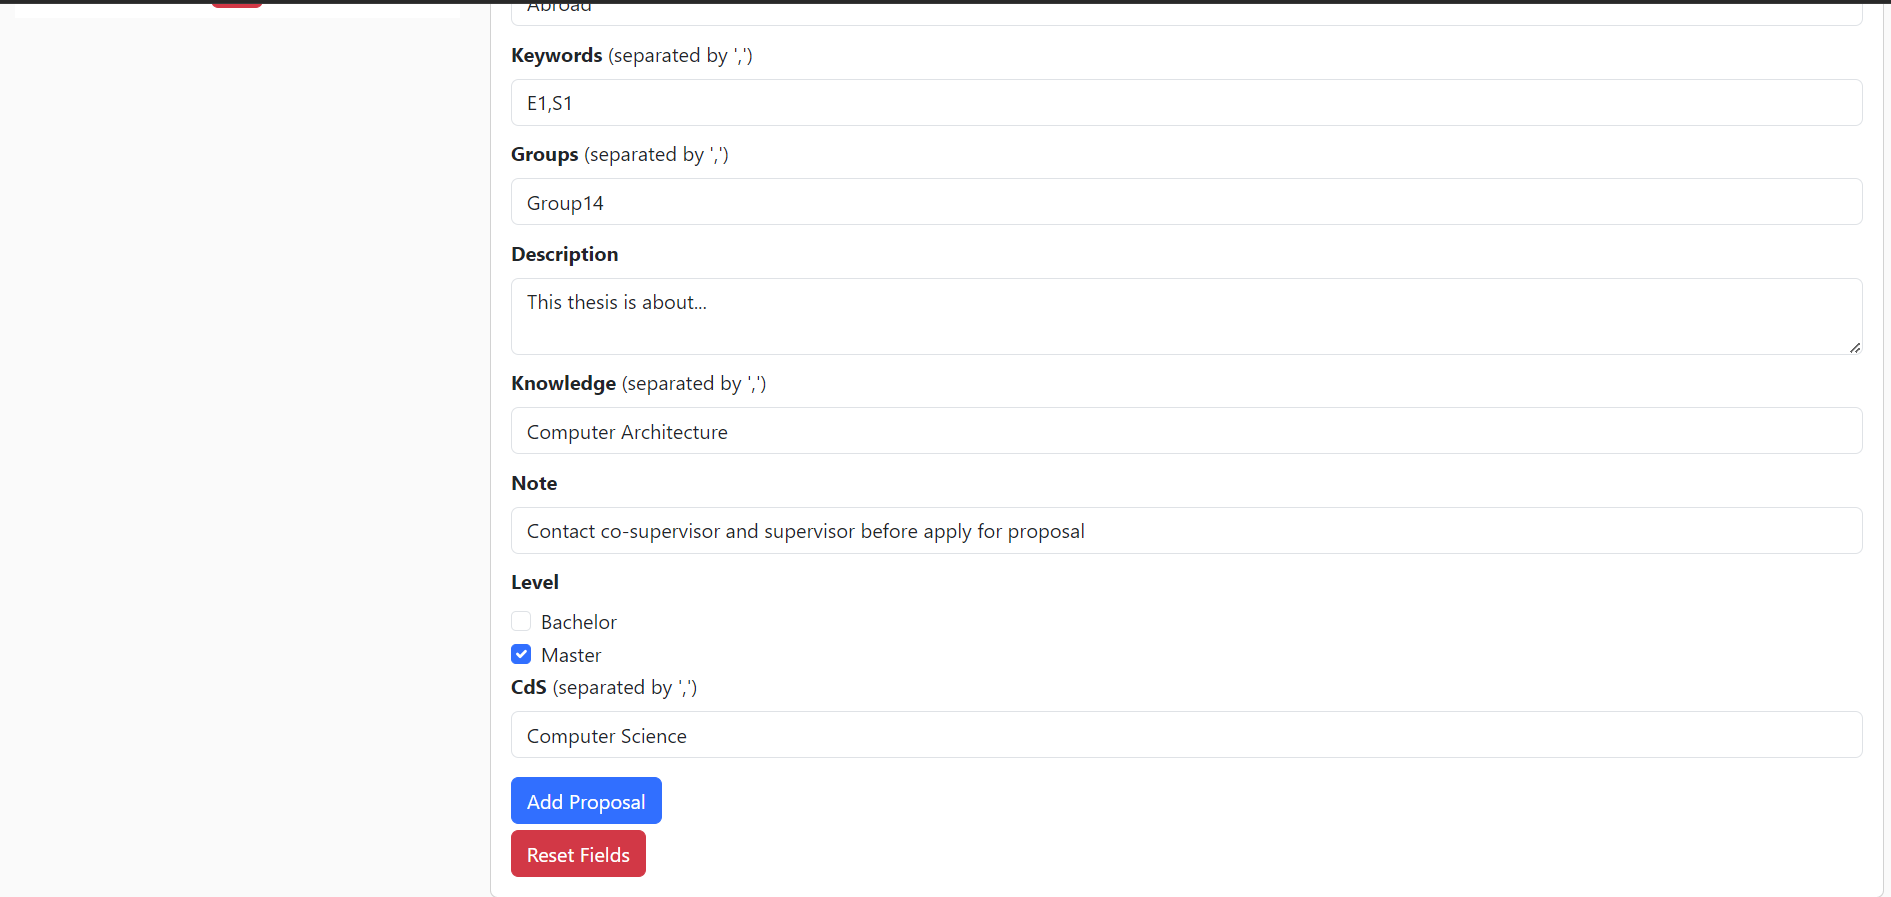 Abroad
Keywords (separated by ',')
E1,S1
Groups (separated by ',')
Group14
Description
This thesis is about...
Knowledge (separated by ',')
Computer Architecture
Note
Contact co-supervisor and supervisor before apply for proposal
Level
Bachelor
Master
CdS (separated by ',')
Computer Science
Add Proposal
Reset Fields